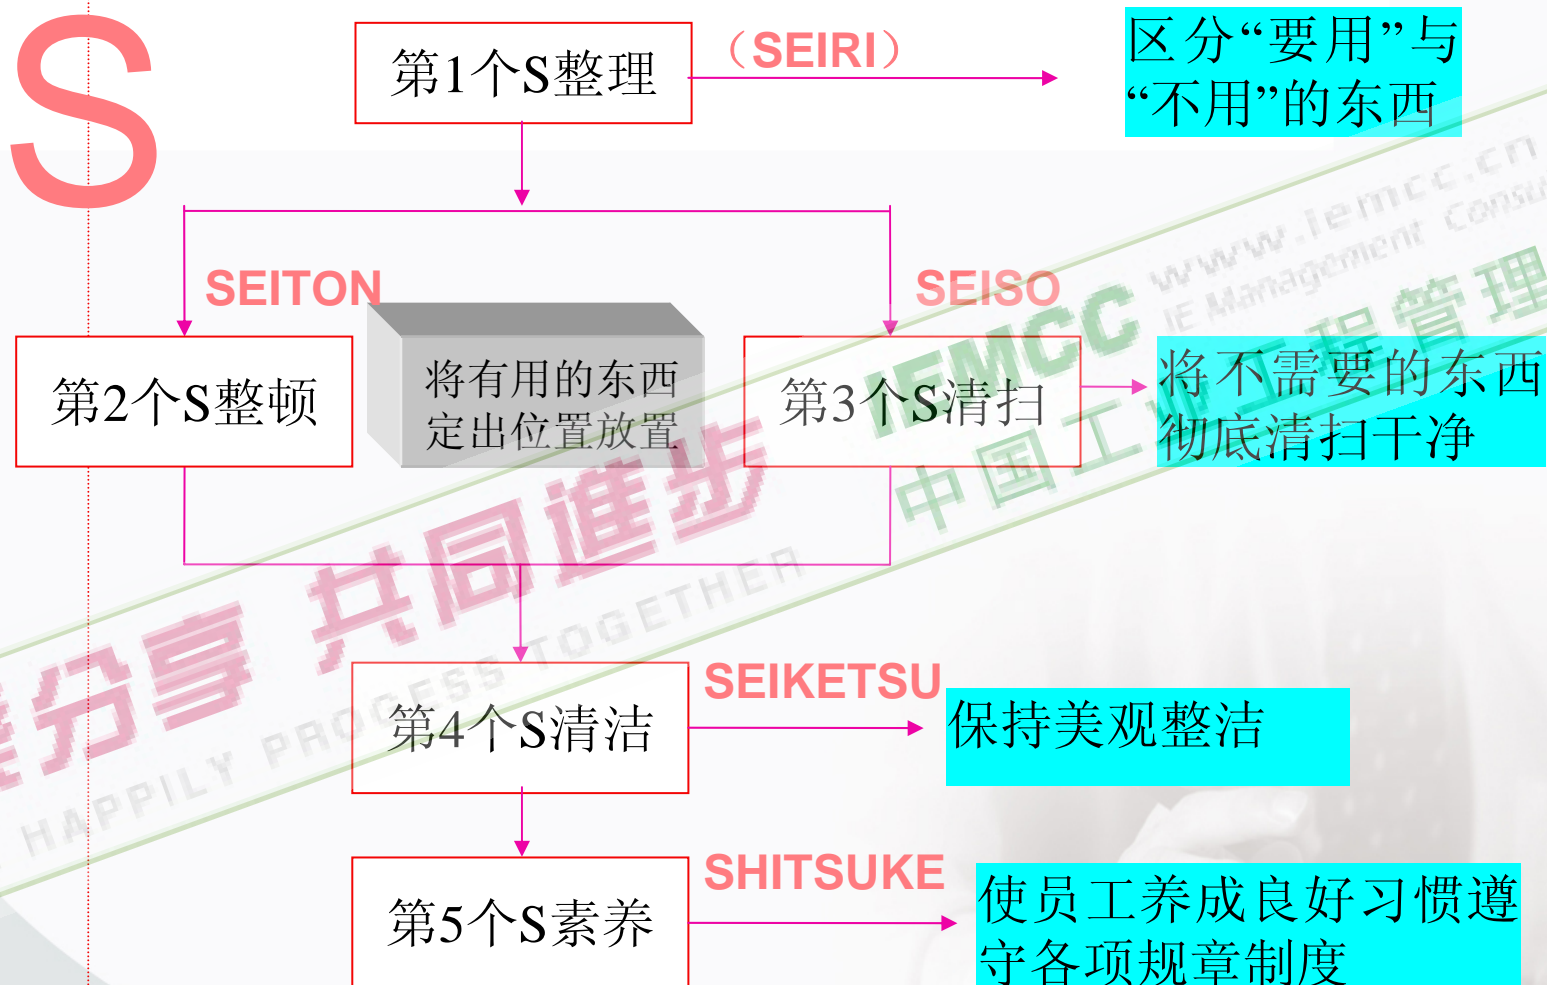 S
第1个S整理
（SEIRI）
区分“要用”与
“不用”的东西
SEITON
SEISO
第2个S整顿
将有用的东西
定出位置放置
第3个S清扫
将不需要的东西
彻底清扫干净
SEIKETSU
第4个S清洁
保持美观整洁
SHITSUKE
第5个S素养
使员工养成良好习惯遵
守各项规章制度
分享 共同進步
HAPPILY PROGESS TOGETHER
IEMCC
www.iemcc.cn
IE Management
中国工业工程管理